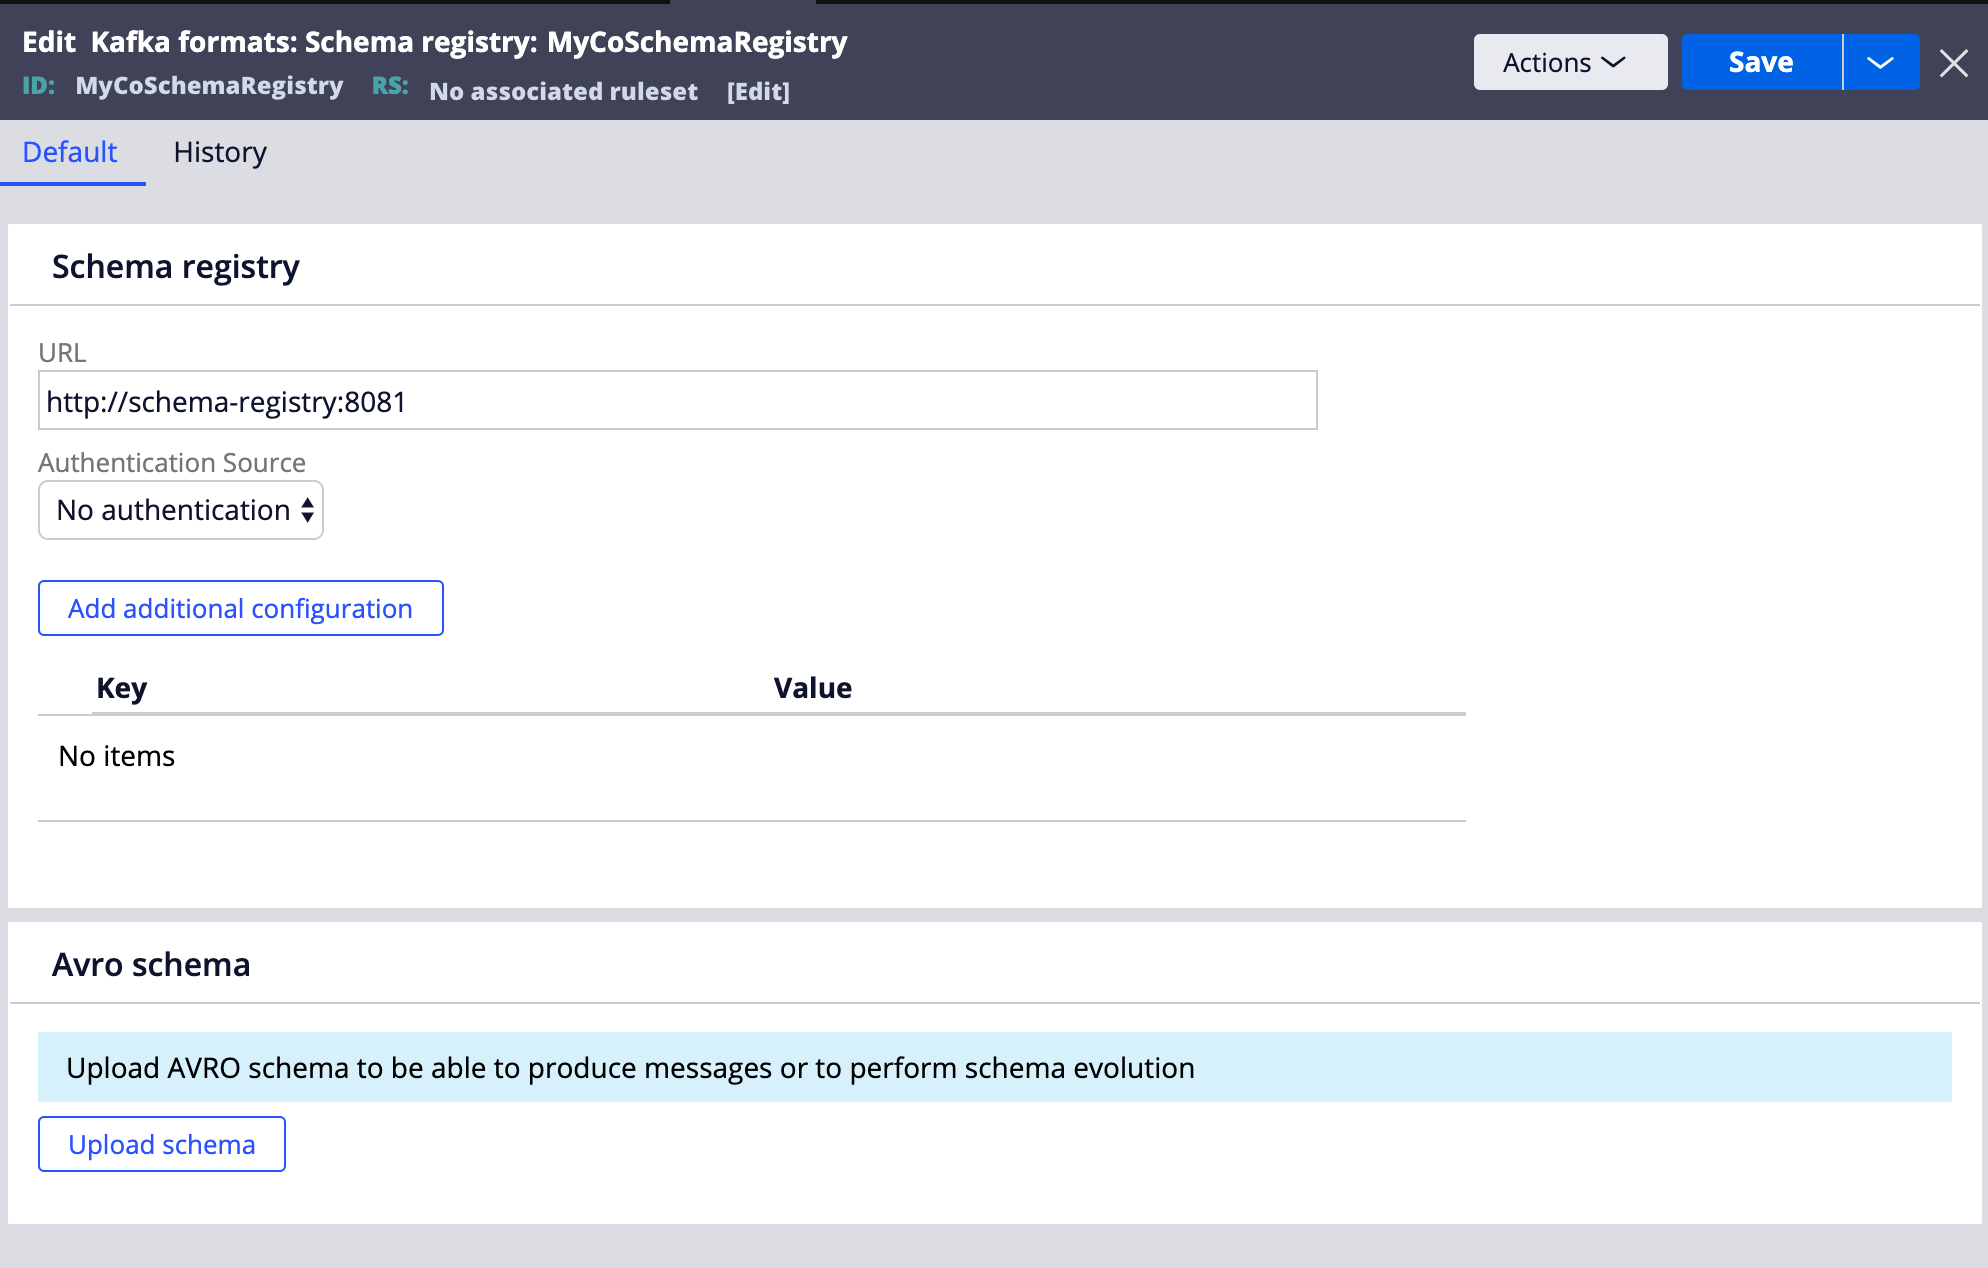 Edit Kafka formats: Schema registry: MyCoSchemaRegistry
ID: MyCoSchemaRegistry RS: No associated ruleset [Edit]
Actions Save
Default History
Schema registry
URL
http://schema-registry:8081
Authentication Source
No authentication
Add additional configuration
Key Value
No items
Avro schema
Upload AVRO schema to be able to produce messages or to perform schema evolution
Upload schema